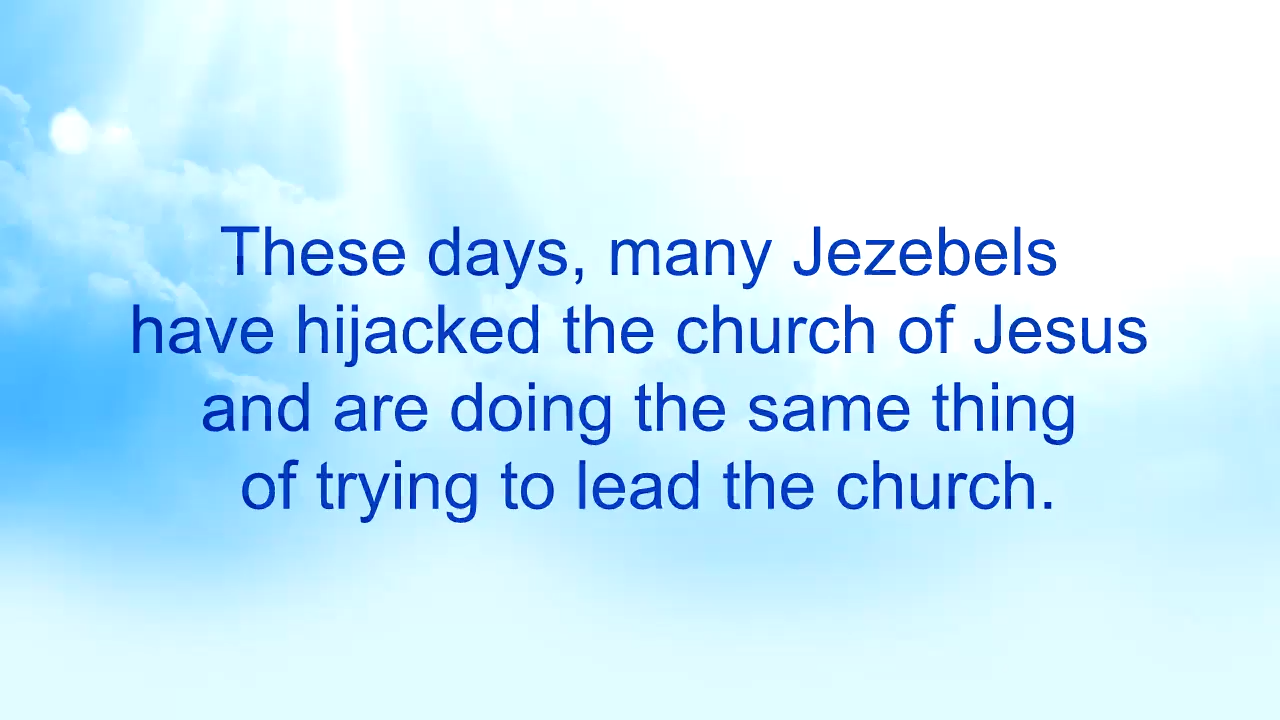 These days, many Jezebels
have hijacked the church of Jesus
and are doing the same thing
of trying to lead the church.